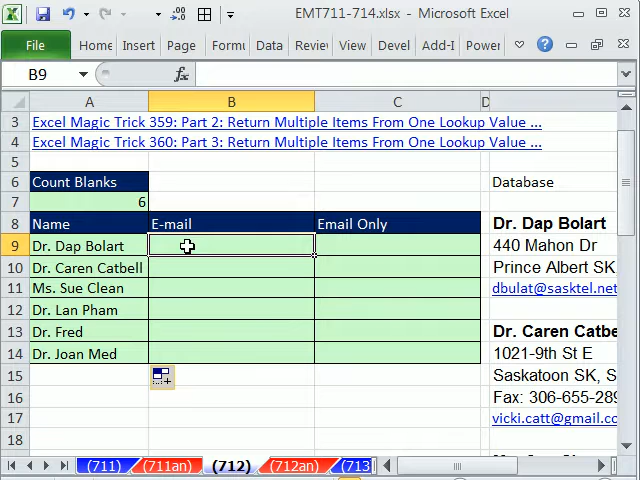 EMT711-714.xlsx - Microsoft Excel
File Home Insert Page Formu Data View Devel Add-I Power
B9 fx
A B C D
3 Excel Magic Trick 359: Part 2: Return Multiple Items From One Lookup Value ...
4 Excel Magic Trick 360: Part 3: Return Multiple Items From One Lookup Value ...
5
6 Count Blanks Database
7 6
8 Name E-mail Email Only Dr. Dap Bolart
9 Dr. Dap Bolart 440 Mahon Dr
10 Dr. Caren Catbell Prince Albert SK,
11 Ms. Sue Clean dbulat@sasktel.net
12 Dr. Lan Pham
13 Dr. Fred Dr. Caren Catbe
14 Dr. Joan Med 1021-9th St E
15 Saskatoon SK, S
16 Fax: 306-655-289
17 vicki.catt@gmail.co
18
(711) (711an) (712) (712an) (713